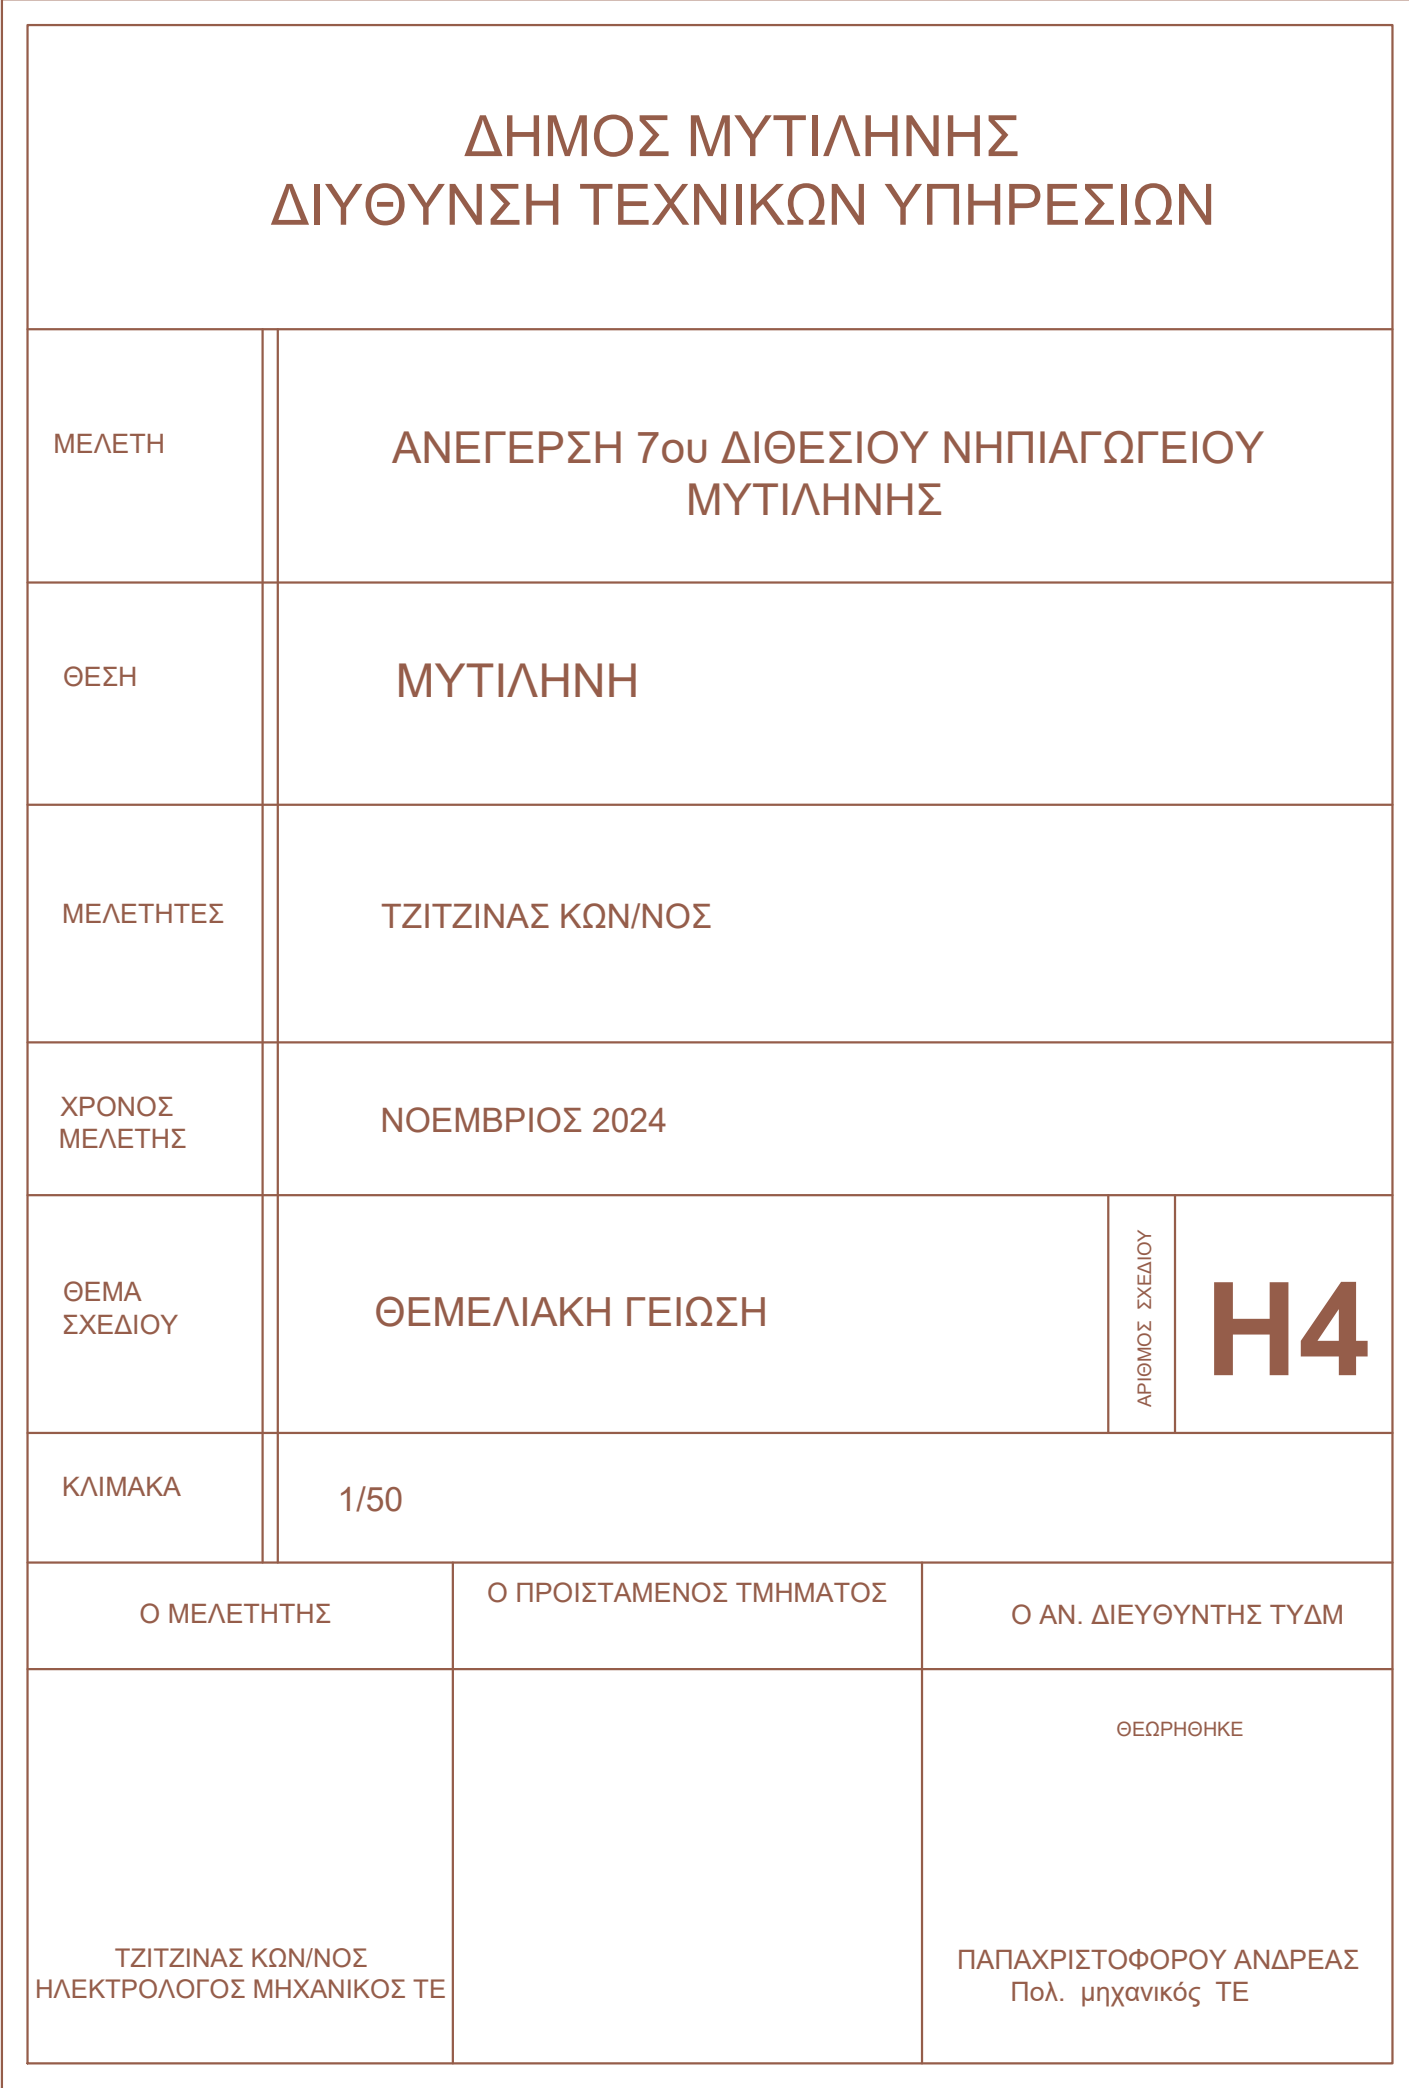 ΔΗΜΟΣ ΜΥΤΙΛΗΝΗΣ
ΔΙΥΘΥΝΣΗ ΤΕΧΝΙΚΩΝ ΥΠΗΡΕΣΙΩΝ
ΜΕΛΕΤΗ
ΑΝΕΓΕΡΣΗ 7ου ΔΙΘΕΣΙΟΥ ΝΗΠΙΑΓΩΓΕΙΟΥ
ΜΥΤΙΛΗΝΗΣ
ΘΕΣΗ
ΜΥΤΙΛΗΝΗ
ΜΕΛΕΤΗΤΕΣ
ΤΖΙΤΖΙΝΑΣ ΚΩΝ/ΝΟΣ
ΧΡΟΝΟΣ
ΜΕΛΕΤΗΣ
ΝΟΕΜΒΡΙΟΣ 2024
ΘΕΜΑ
ΣΧΕΔΙΟΥ
ΘΕΜΕΛΙΑΚΗ ΓΕΙΩΣΗ
ΑΡΙΘΜΟΣ ΣΧΕΔΙΟΥ
Η4
ΚΛΙΜΑΚΑ
1/50
Ο ΜΕΛΕΤΗΤΗΣ
Ο ΠΡΟΙΣΤΑΜΕΝΟΣ ΤΜΗΜΑΤΟΣ
Ο ΑΝ. ΔΙΕΥΘΥΝΤΗΣ ΤΥΔΜ
ΘΕΩΡΗΘΗΚΕ
ΤΖΙΤΖΙΝΑΣ ΚΩΝ/ΝΟΣ
ΗΛΕΚΤΡΟΛΟΓΟΣ ΜΗΧΑΝΙΚΟΣ ΤΕ
ΠΑΠΑΧΡΙΣΤΟΦΟΡΟΥ ΑΝΔΡΕΑΣ
Πολ. μηχανικός ΤΕ